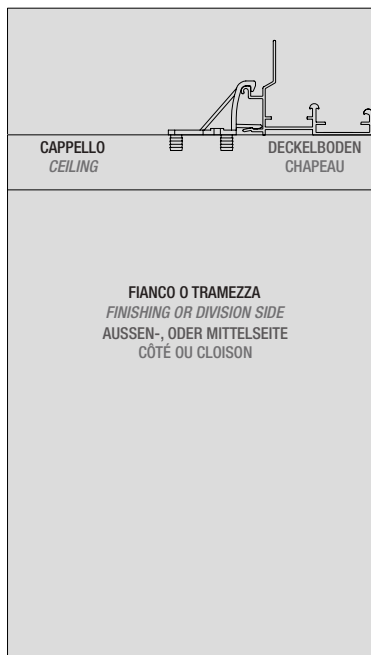 CAPPELLO
CEILING
DECKELBODEN
CHAPEAU
FIANCO O TRAMEZZA
FINISHING OR DIVISION SIDE
AUSSEN-, ODER MITTELSEITE
CÔTÉ OU CLOISON